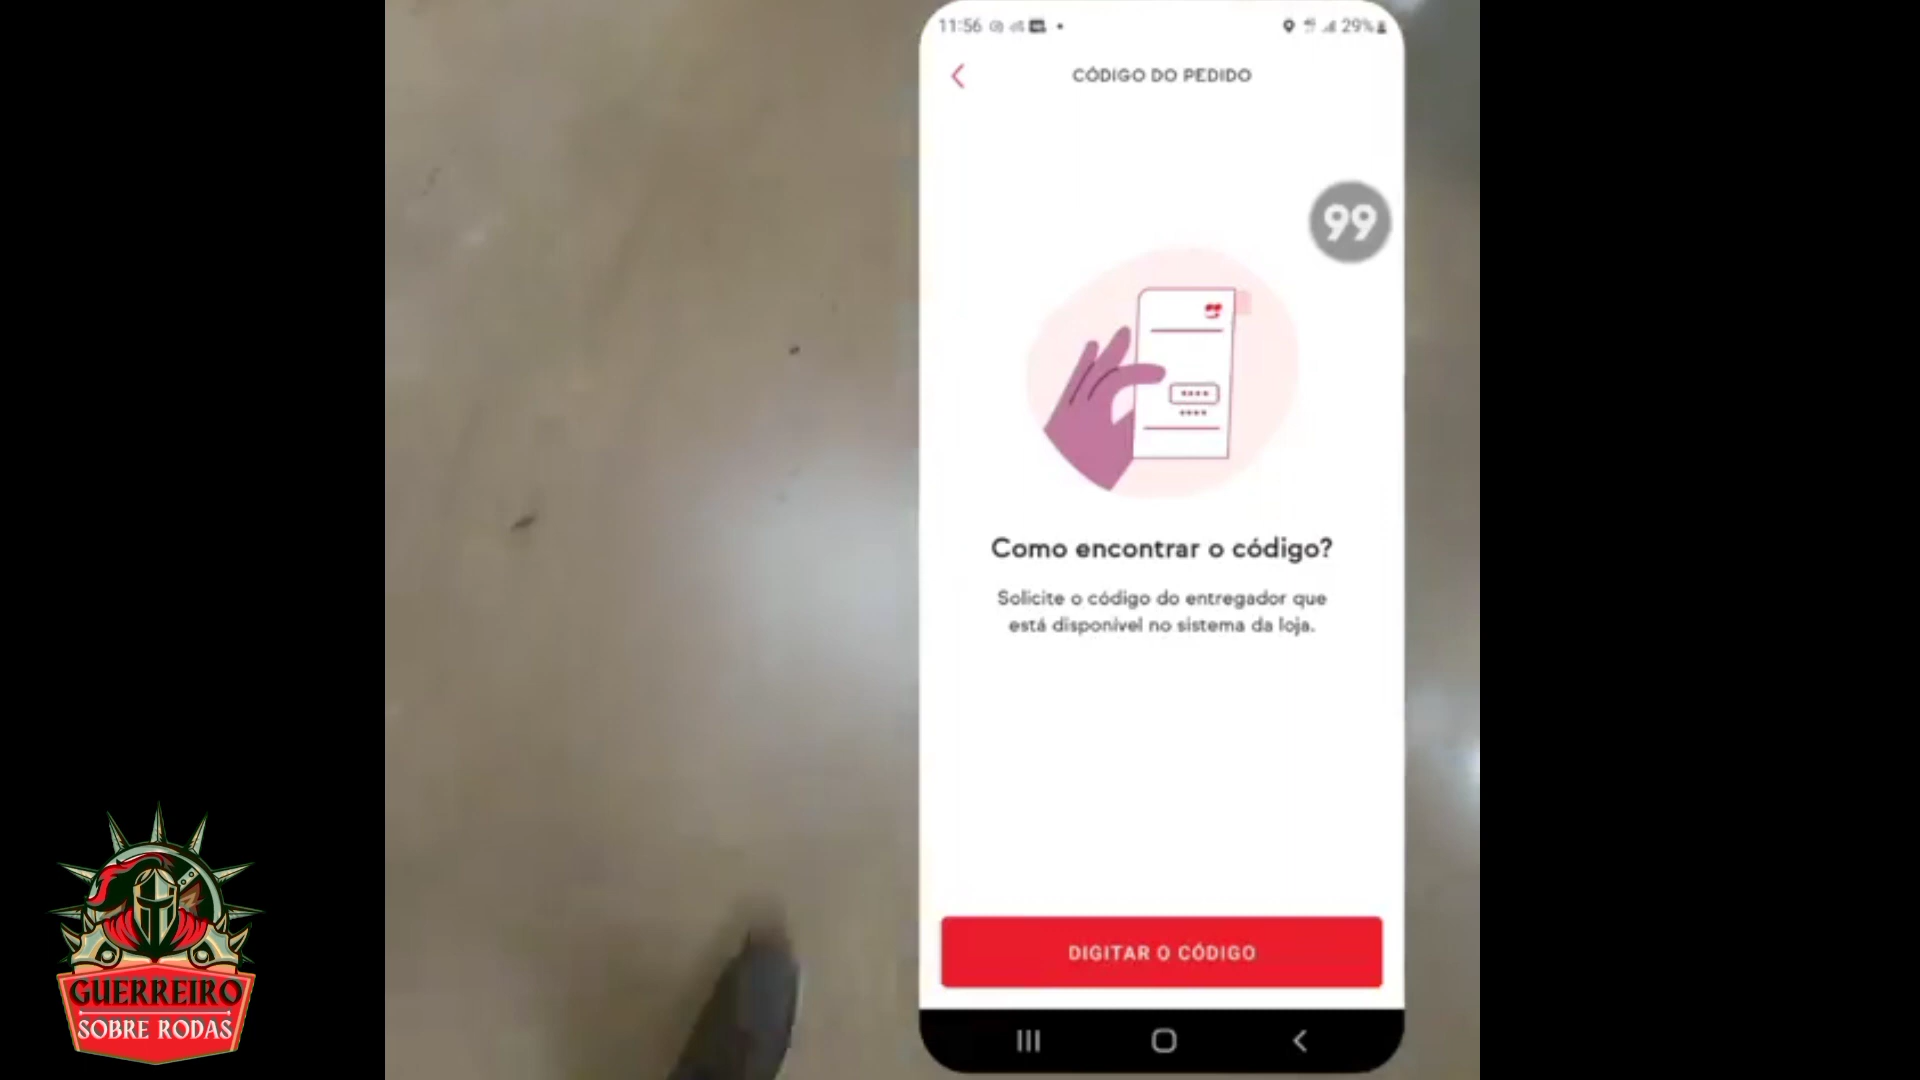 11:56
29%
CÓDIGO DO PEDIDO
99
Como encontrar o código?
Solicite o código do entregador que
está disponível no sistema da loja.
DIGITAR O CÓDIGO
GUERREIRO
SOBRE RODAS